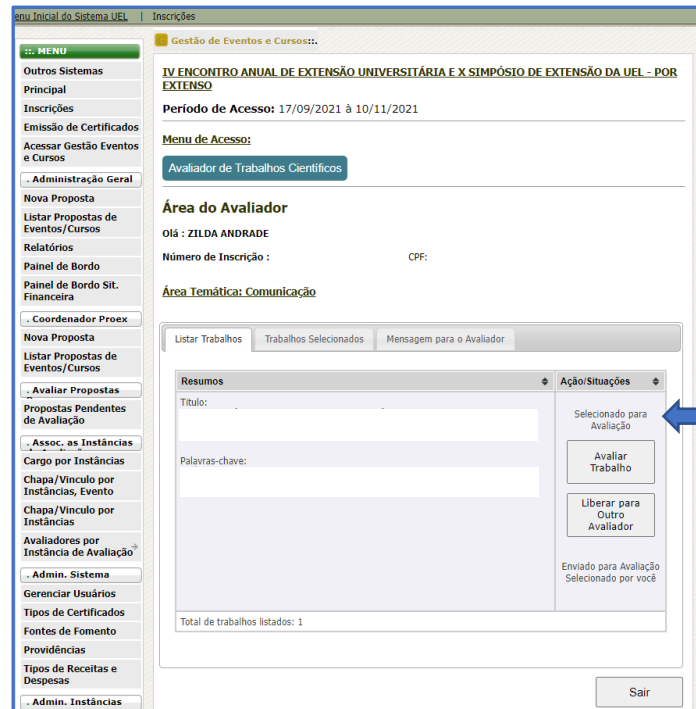 enu Inicial do Sistema UEL | Inscrições
Gestão de Eventos e Cursos::.
::. MENU
Outros Sistemas
Principal
Inscrições
Emissão de Certificados
Acessar Gestão Eventos
e Cursos
. Administração Geral
Nova Proposta
Listar Propostas de
Eventos/Cursos
Relatórios
Painel de Bordo
Painel de Bordo Sit.
Financeira
. Coordenador Proex
Nova Proposta
Listar Propostas de
Eventos/Cursos
. Avaliar Propostas
Propostas Pendentes
de Avaliação
. Assoc. as Instâncias
Cargo por Instâncias
Chapa/Vinculo por
Instâncias, Evento
Chapa/Vinculo por
Instâncias
Avaliadores por
Instância de Avaliação
. Admin. Sistema
Gerenciar Usuários
Tipos de Certificados
Fontes de Fomento
Providências
Tipos de Receitas e
Despesas
. Admin. Instâncias
IV ENCONTRO ANUAL DE EXTENSÃO UNIVERSITÁRIA E X SIMPÓSIO DE EXTENSÃO DA UEL - POR
EXTENSO
Período de Acesso: 17/09/2021 à 10/11/2021
Menu de Acesso:
Avaliador de Trabalhos Científicos
Área do Avaliador
Olá : ZILDA ANDRADE
Número de Inscrição : CPF:
Área Temática: Comunicação
Listar Trabalhos Trabalhos Selecionados Mensagem para o Avaliador
Resumos Ação/Situações
Titulo:
Palavras-chave:
Selecionado para
Avaliação
Avaliar
Trabalho
Liberar para
Outro
Avaliador
Enviado para Avaliação
Selecionado por você
Total de trabalhos listados: 1
Sair